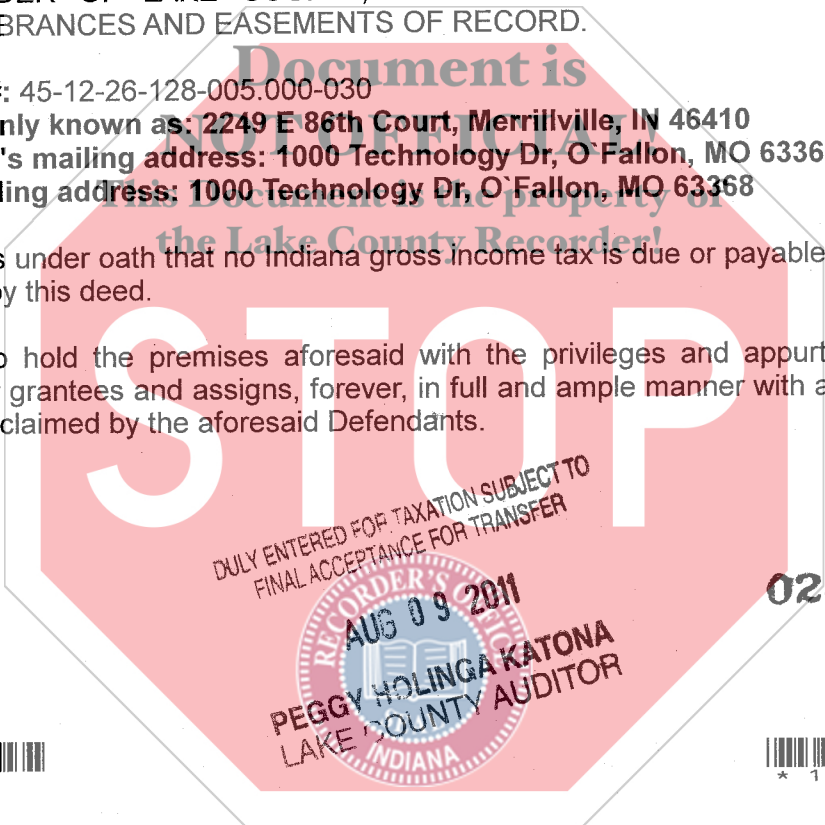 BRANCES AND EASEMENTS OF RECORD.
Document is
: 45-12-26-128-005.000-030
nly known as: 2249 E 86th Court, Merrillville, IN 46410
NOT OFFICIAL!
's mailing address: 1000 Technology Dr, O`Fallon, MO 6336
ling address: 1000 Technology Dr, O`Fallon, MO 63368
This Document is the property of
the Lake County Recorder!
s under oath that no Indiana gross income tax is due or payable
y this deed.
STOP
o hold the premises aforesaid with the privileges and appurt
grantees and assigns, forever, in full and ample manner with a
claimed by the aforesaid Defendants.
DULY ENTERED FOR TAXATION SUBJECT TO
FINAL ACCEPTANCE FOR TRANSFER
RECORDER'S OFFICE
AUG 09 2011
02
PEGGY HOLINGA KATONA
LAKE COUNTY AUDITOR
INDIANA
* 1